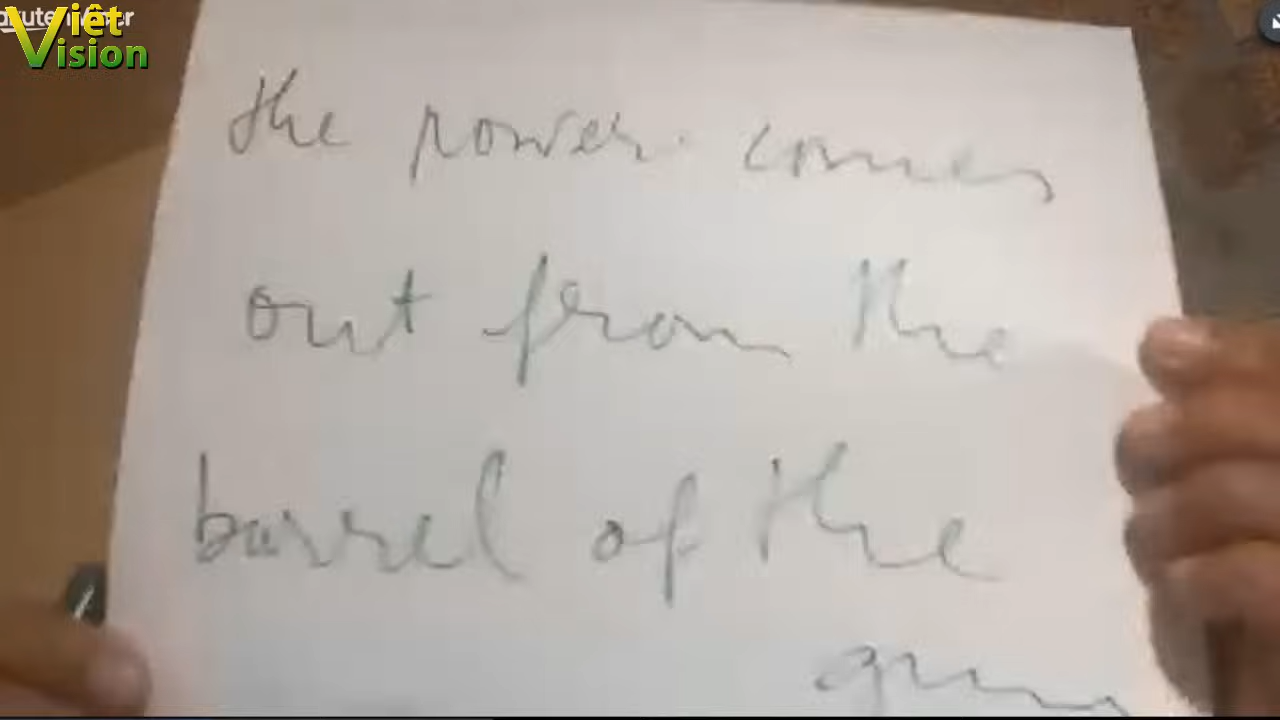 Việt
Vision
the power comes
out from the
barrel of the
gun